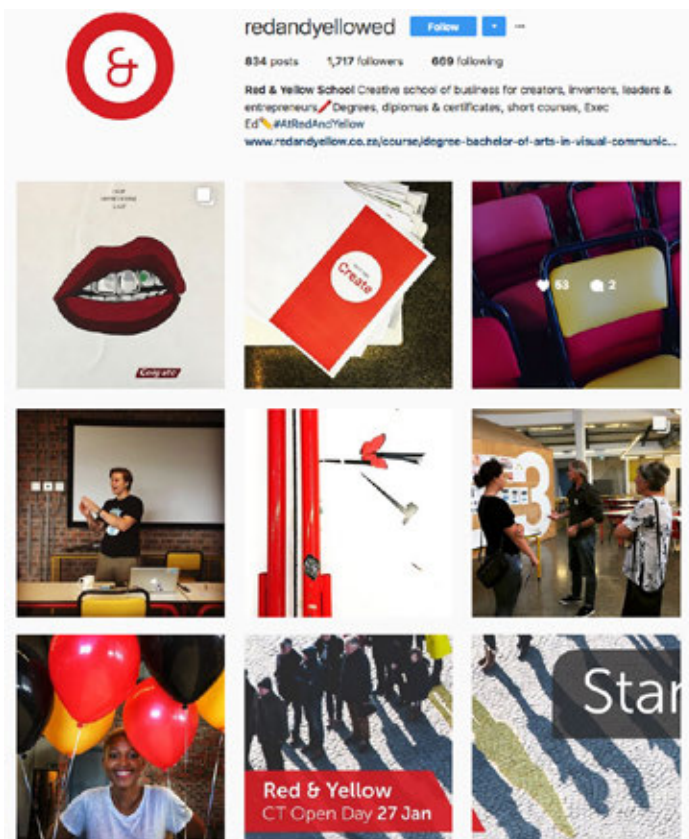 &
redandyellowed Follow
834 posts 1,717 followers 669 following
Red & Yellow School Creative school of business for creators, inventors, leaders &
entrepreneurs Degrees, diplomas & certificates, short courses, Exec
Ed #AtRedAndYellow
www.redandyellow.co.za/course/degree-bachelor-of-arts-in-visual-communic...
Create
53 2
3
Red & Yellow
CT Open Day 27 Jan
Star